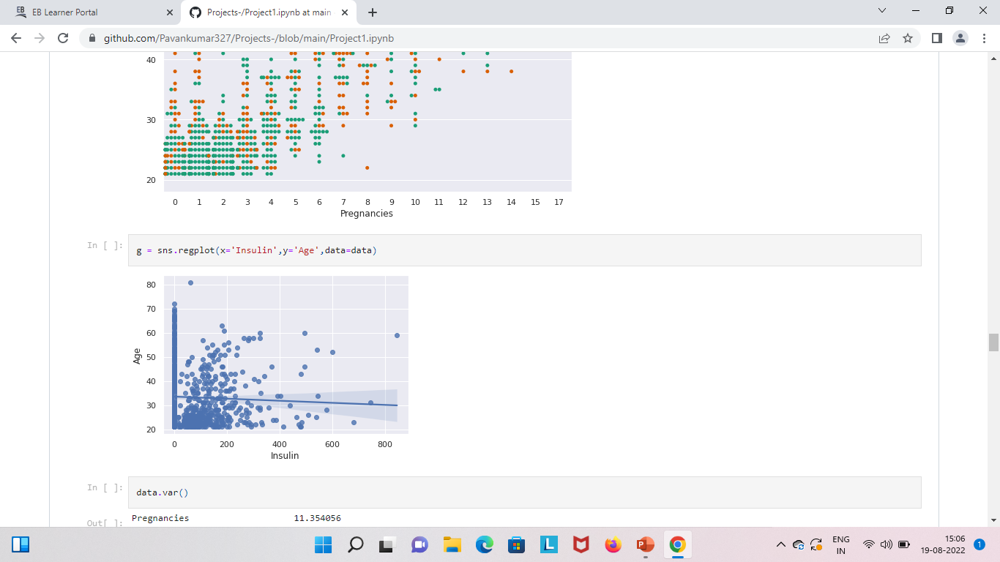 EB Learner Portal
Projects-/Project1.ipynb at main
github.com/Pavankumar327/Projects-/blob/main/Project1.ipynb
40
30
20
0 1 2 3 4 5 6 7 8 9 10 11 12 13 14 15 17
Pregnancies
In [ ]:
g = sns.regplot(x='Insulin',y='Age',data=data)
80
70
60
50
40
30
20
Age
0 200 400 600 800
Insulin
In [ ]:
data.var()
Out[ ]:
Pregnancies 11.354056
ENG
IN
15:06
19-08-2022
1